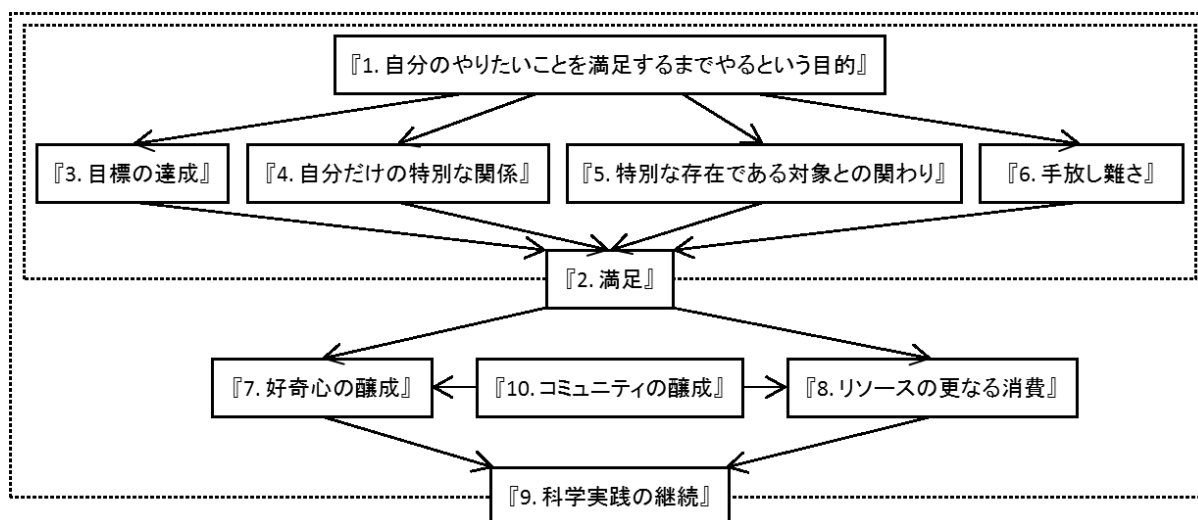 『1. 自分のやりたいことを満足するまでやるという目的』
『3. 目標の達成』
『4. 自分だけの特別な関係』
『5. 特別な存在である対象との関わり』
『6. 手放し難さ』
『2. 満足』
『7. 好奇心の醸成』
『10. コミュニティの醸成』
『8. リソースの更なる消費』
『9. 科学実践の継続』